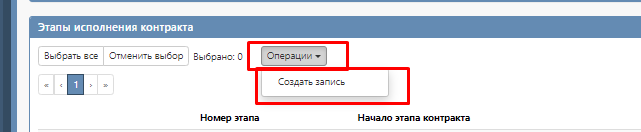 Этапы исполнения контракта
Выбрать все Отменить выбор Выбрано: 0 Операции
« ‹ 1 › » Создать запись
Номер этапа Начало этапа контракта